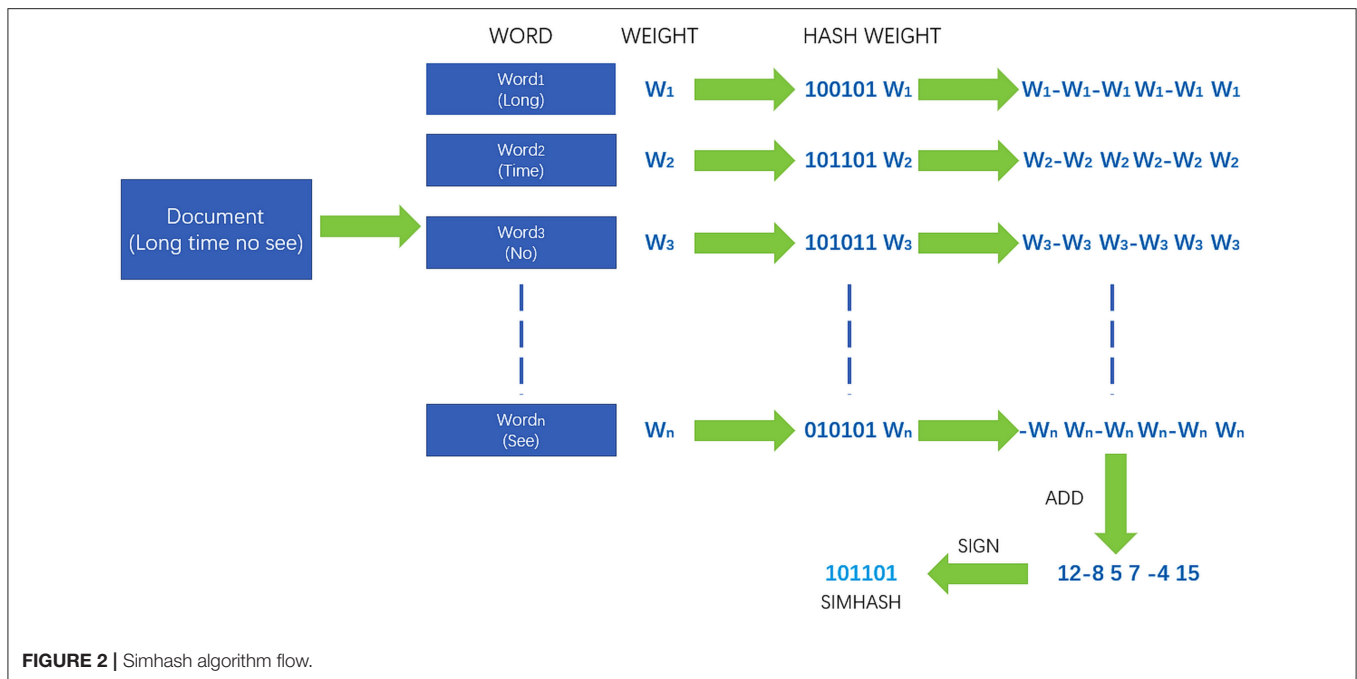 WORD WEIGHT HASH WEIGHT
Word1
(Long)
W1 100101 W1 W1-W1-W1 W1-W1 W1
Word2
(Time)
W2 101101 W2 W2-W2 W2 W2-W2 W2
Document
(Long time no see)
Word3
(No)
W3 101011 W3 W3-W3 W3-W3 W3 W3
Wordn
(See)
Wn 010101 Wn -Wn Wn-Wn Wn-Wn Wn
ADD
SIGN
101101 12-8 5 7 -4 15
SIMHASH
FIGURE 2 | Simhash algorithm flow.